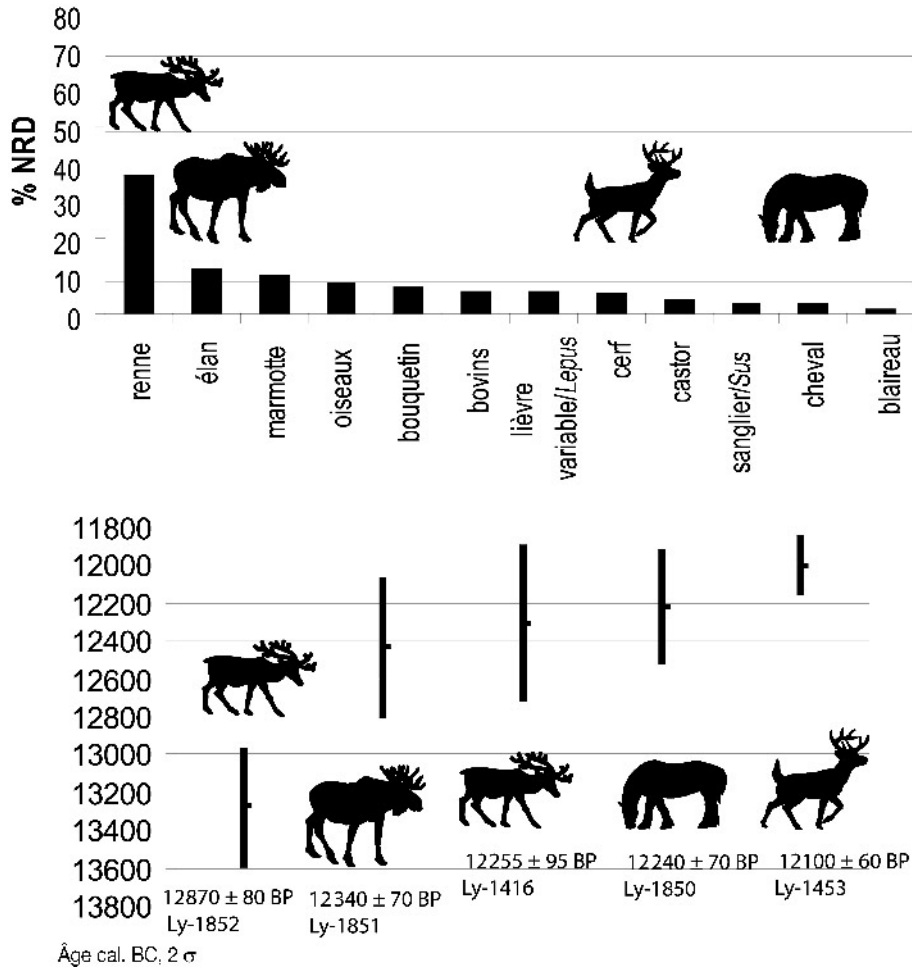 80
70
60
50
40
30
20
10
0
% NRD
renne
élan
marmotte
oiseaux
bouquetin
bovins
lièvre
variable/Lepus
cerf
castor
sanglier/Sus
cheval
blaireau
11800
12000
12200
12400
12600
12800
13000
13200
13400
13600
13800
12870 ± 80 BP
Ly-1852
12340 ± 70 BP
Ly-1851
12255 ± 95 BP
Ly-1416
12240 ± 70 BP
Ly-1850
12100 ± 60 BP
Ly-1453
Âge cal. BC, 2 σ